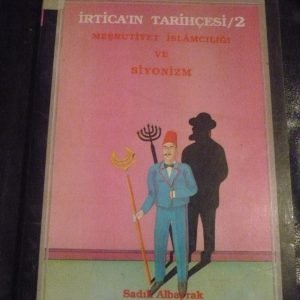 İRTİCA'IN TARİHÇESİ/2
MEŞRUTİYET İSLÂMCILIĞI
VE
SİYONİZM
Sadık Albayrak